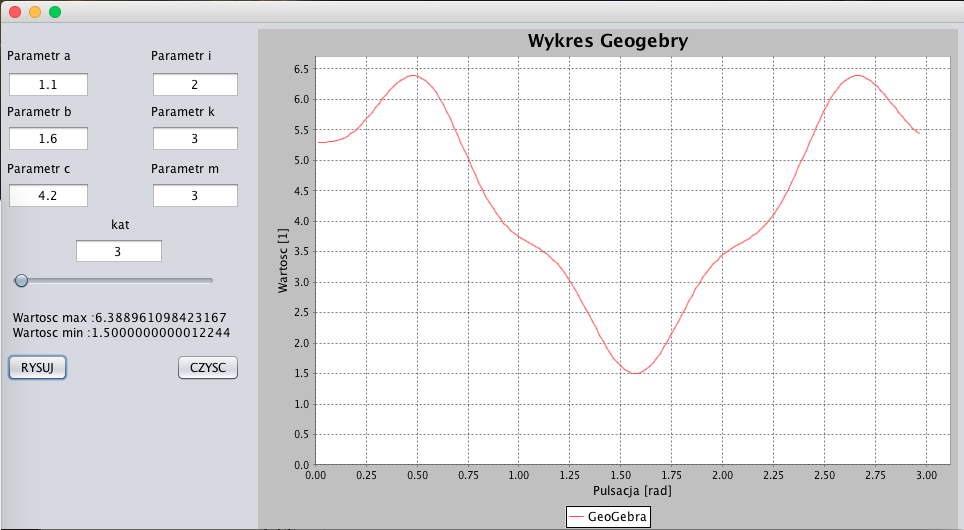 Wykres Geogebry
Parametr a
Parametr i
1.1
2
Parametr b
Parametr k
1.6
3
Parametr c
Parametr m
4.2
3
kat
3
Wartosc max :6.388961098423167
Wartosc min :1.5000000000012244
RYSUJ
CZYSC
Wartosc [1]
6.5
6.0
5.5
5.0
4.5
4.0
3.5
3.0
2.5
2.0
1.5
1.0
0.5
0.0
0.00 0.25 0.50 0.75 1.00 1.25 1.50 1.75 2.00 2.25 2.50 2.75 3.00
Pulsacja [rad]
GeoGebra